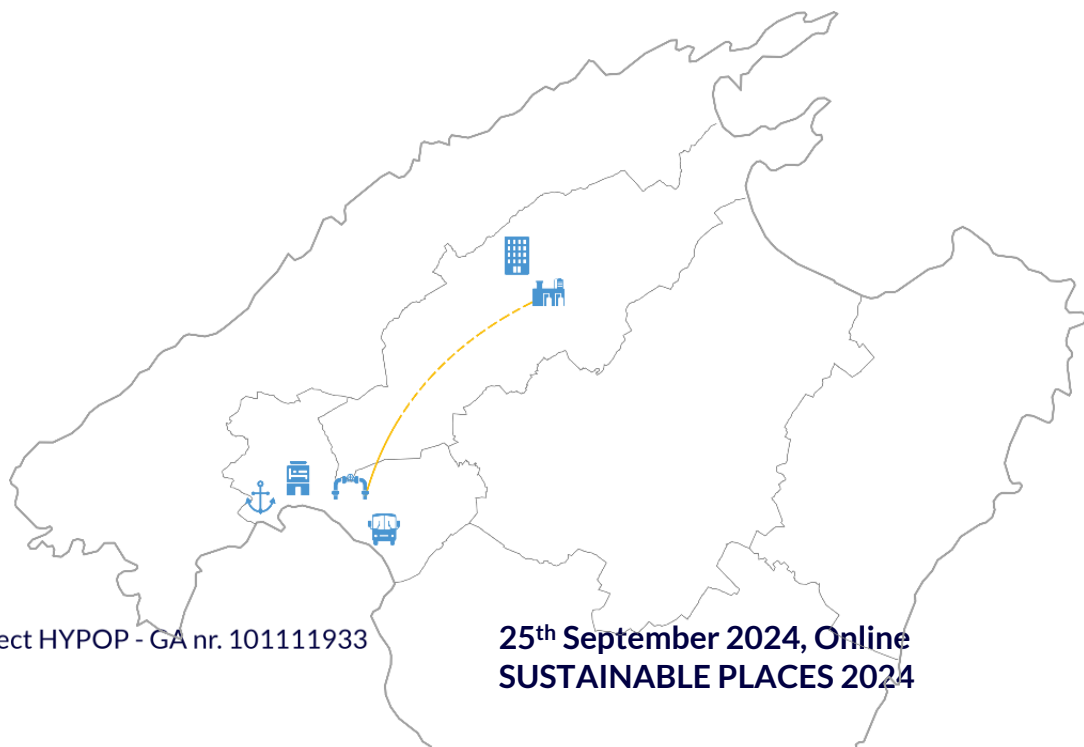 ect HYPOP - GA nr. 101111933
25th September 2024, Online
SUSTAINABLE PLACES 2024